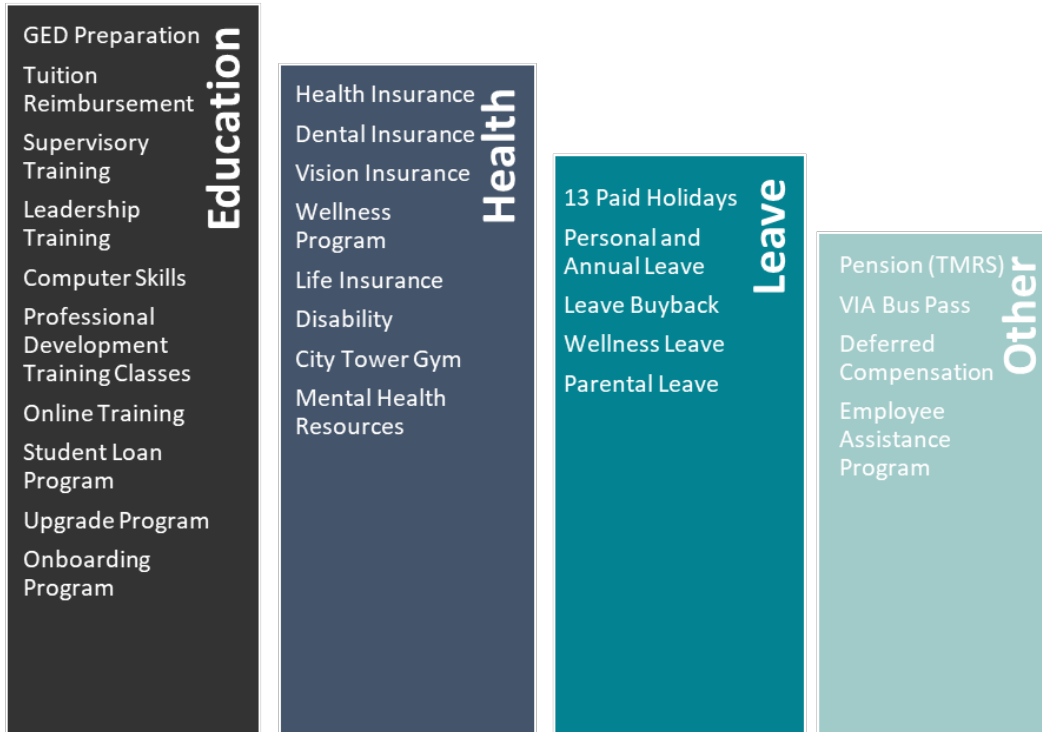 Education
GED Preparation
Tuition
Reimbursement
Supervisory
Training
Leadership
Training
Computer Skills
Professional
Development
Training Classes
Online Training
Student Loan
Program
Upgrade Program
Onboarding
Program
Health
Health Insurance
Dental Insurance
Vision Insurance
Wellness
Program
Life Insurance
Disability
City Tower Gym
Mental Health
Resources
Leave
13 Paid Holidays
Personal and
Annual Leave
Leave Buyback
Wellness Leave
Parental Leave
Other
Pension (TMRS)
VIA Bus Pass
Deferred
Compensation
Employee
Assistance
Program